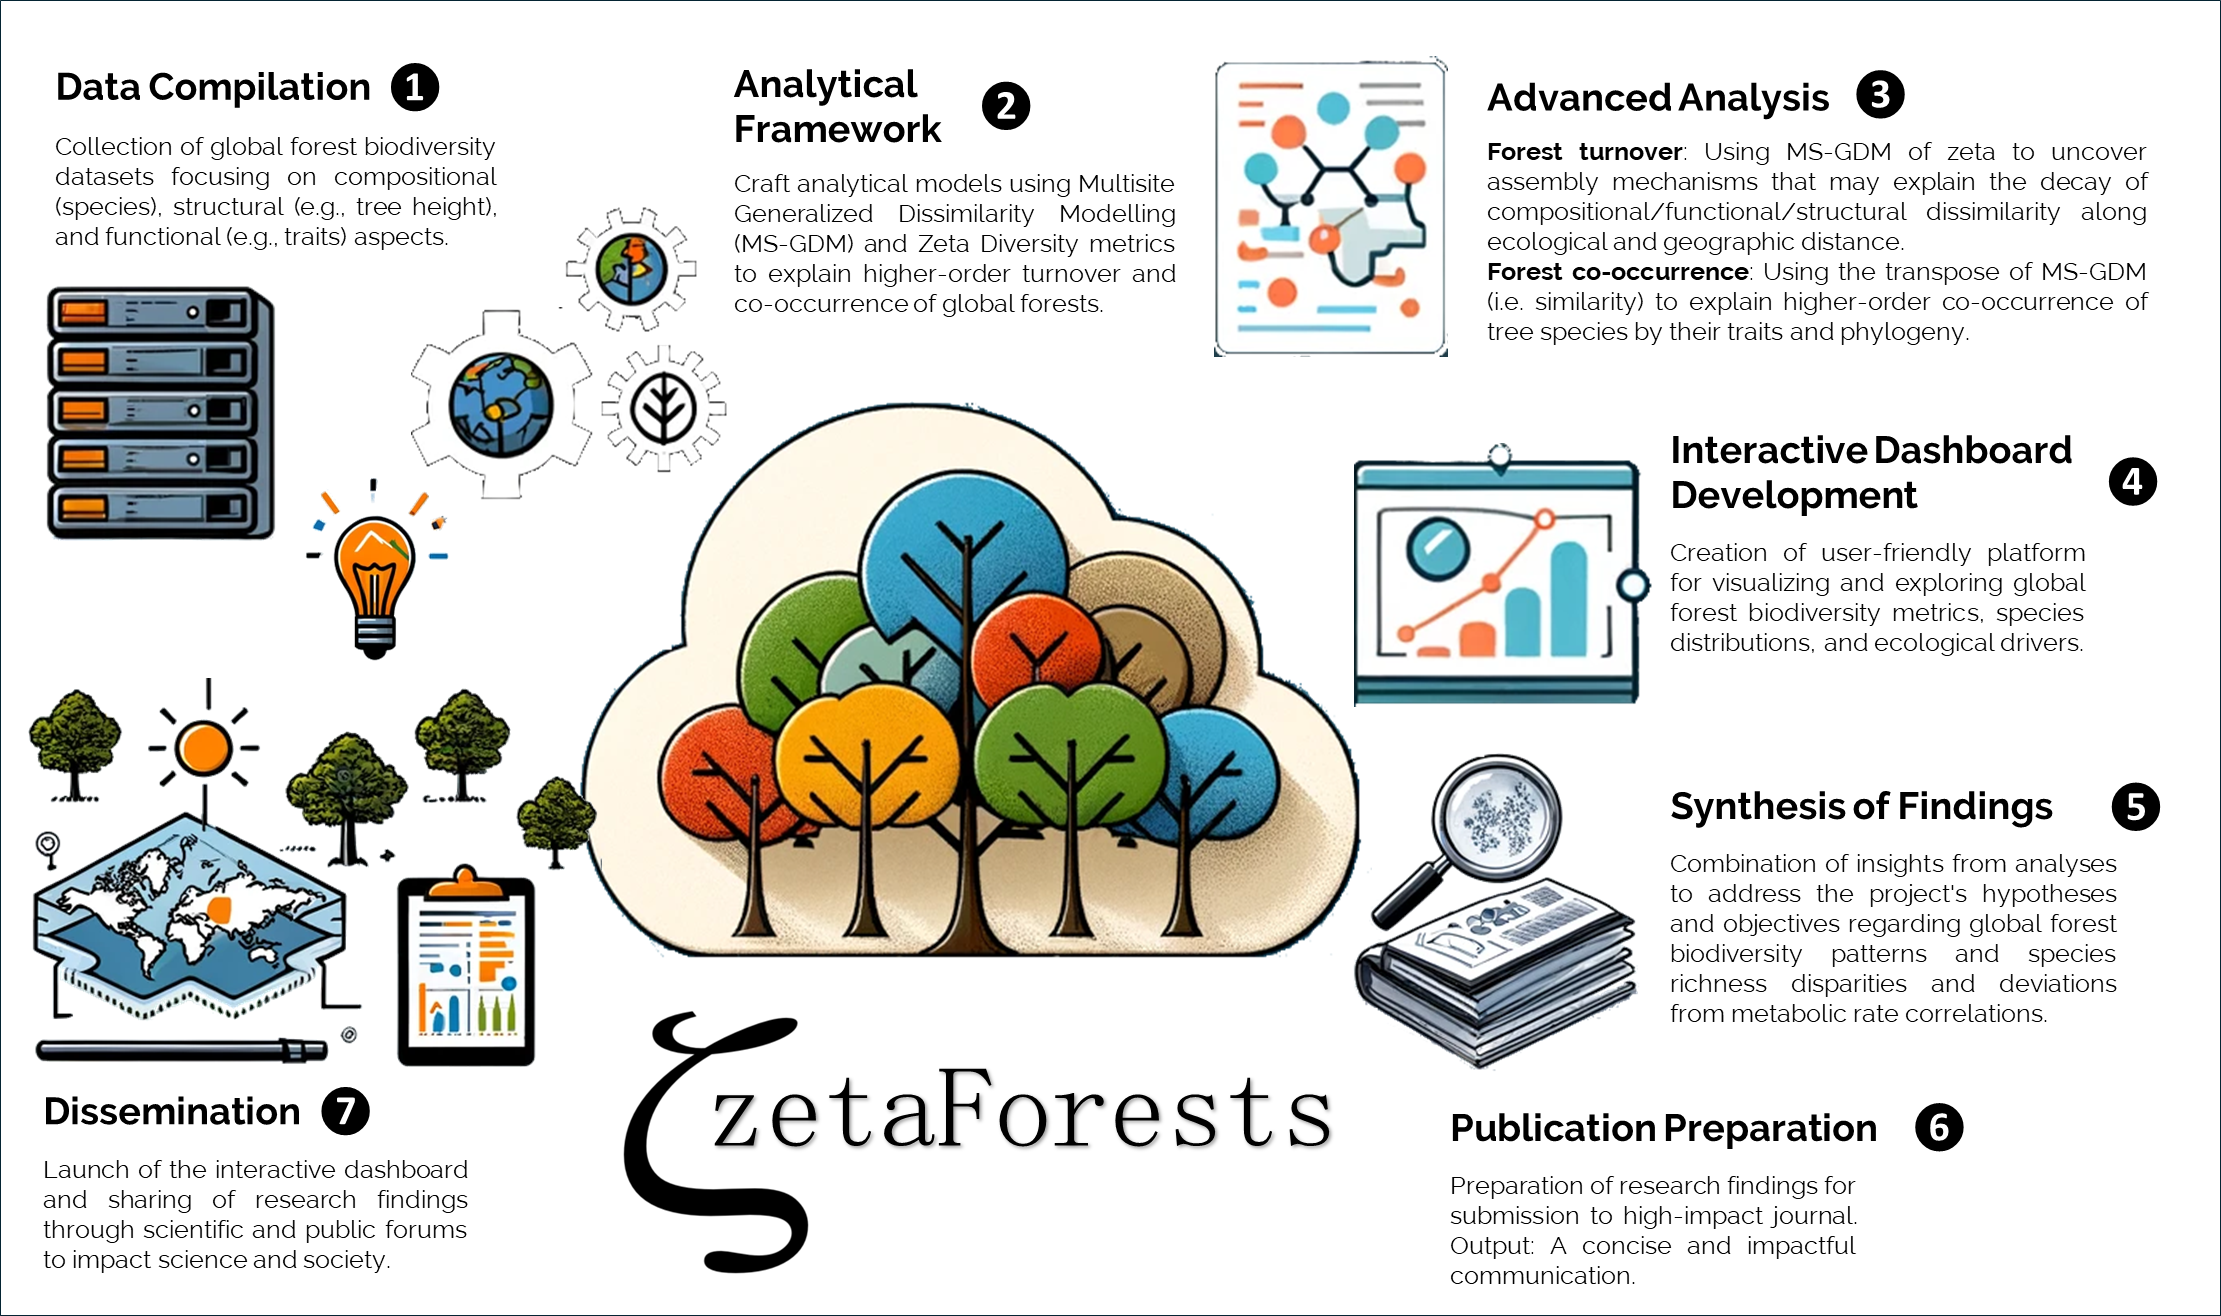 Data Compilation 1
Collection of global forest biodiversity
datasets focusing on compositional
(species), structural (e.g., tree height),
and functional (e.g., traits) aspects.
Analytical
Framework 2
Craft analytical models using Multisite
Generalized Dissimilarity Modelling
(MS-GDM) and Zeta Diversity metrics
to explain higher-order turnover and
co-occurrence of global forests.
Advanced Analysis 3
Forest turnover: Using MS-GDM of zeta to uncover
assembly mechanisms that may explain the decay of
compositional/functional/structural dissimilarity along
ecological and geographic distance.
Forest co-occurrence: Using the transpose of MS-GDM
(i.e. similarity) to explain higher-order co-occurrence of
tree species by their traits and phylogeny.
Interactive Dashboard
Development 4
Creation of user-friendly platform
for visualizing and exploring global
forest biodiversity metrics, species
distributions, and ecological drivers.
Synthesis of Findings 5
Combination of insights from analyses
to address the project's hypotheses
and objectives regarding global forest
biodiversity patterns and species
richness disparities and deviations
from metabolic rate correlations.
Publication Preparation 6
Preparation of research findings for
submission to high-impact journal.
Output: A concise and impactful
communication.
Dissemination 7
Launch of the interactive dashboard
and sharing of research findings
through scientific and public forums
to impact science and society.
ζ zetaForests